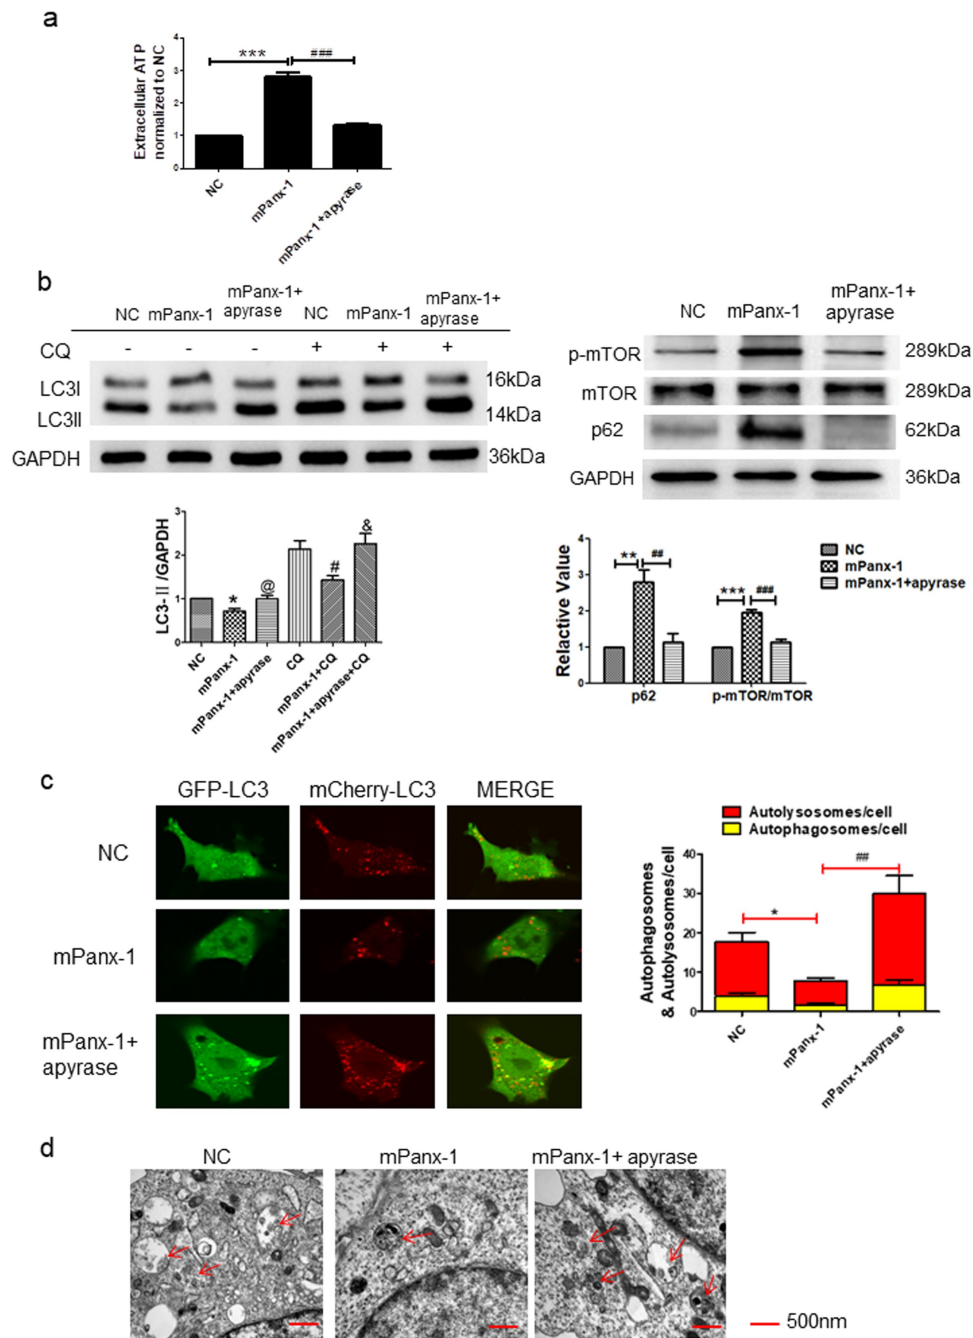 a
Extracellular ATP
normalized to NC
4
3
2
1
0
***
###
NC
mPanx-1
mPanx-1+apyrase
b
NC mPanx-1 mPanx-1+ apyrase NC mPanx-1 mPanx-1+ apyrase
CQ - - - + + +
LC3I 16kDa
LC3II 14kDa
GAPDH 36kDa
NC mPanx-1 mPanx-1+ apyrase
p-mTOR 289kDa
mTOR 289kDa
p62 62kDa
GAPDH 36kDa
LC3-Ⅱ/GAPDH
3
2
1
0
* @ # &
NC
mPanx-1
mPanx-1+apyrase
CQ
mPanx-1+CQ
mPanx-1+apyrase+CQ
Relactive Value
4
3
2
1
0
** ##
*** ###
NC
mPanx-1
mPanx-1+apyrase
p62 p-mTOR/mTOR
c
GFP-LC3 mCherry-LC3 MERGE
NC
mPanx-1
mPanx-1+
apyrase
Autolysosomes/cell
Autophagosomes/cell
Autophagosomes
& Autolysosomes/cell
40
30
20
10
0
*
##
NC
mPanx-1
mPanx-1+apyrase
d
NC mPanx-1 mPanx-1+ apyrase
500nm